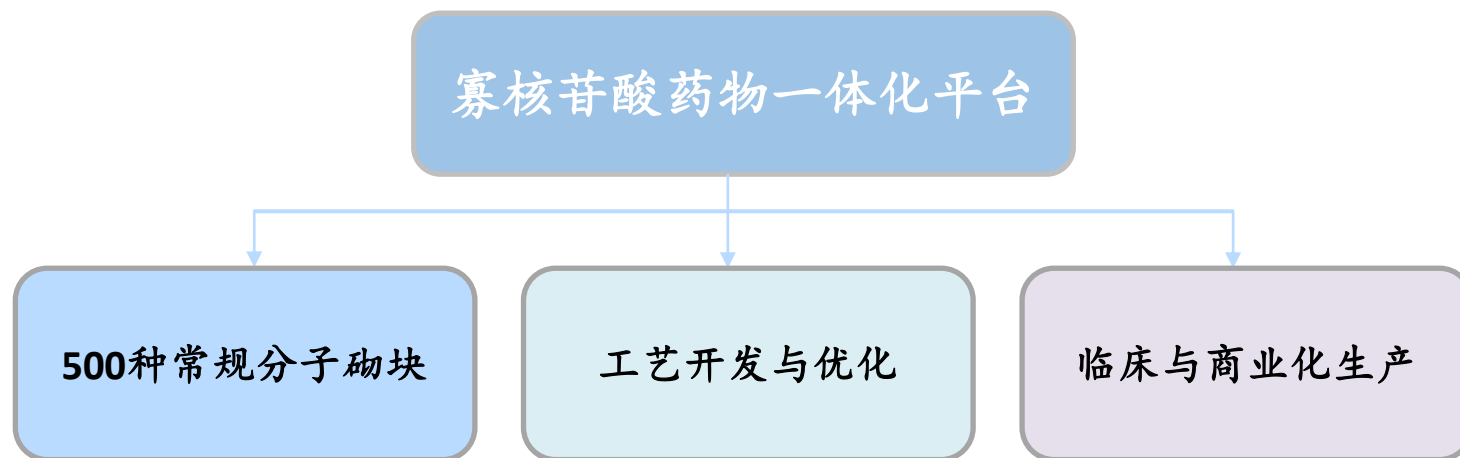 寡核苷酸药物一体化平台
500种常规分子砌块
工艺开发与优化
临床与商业化生产